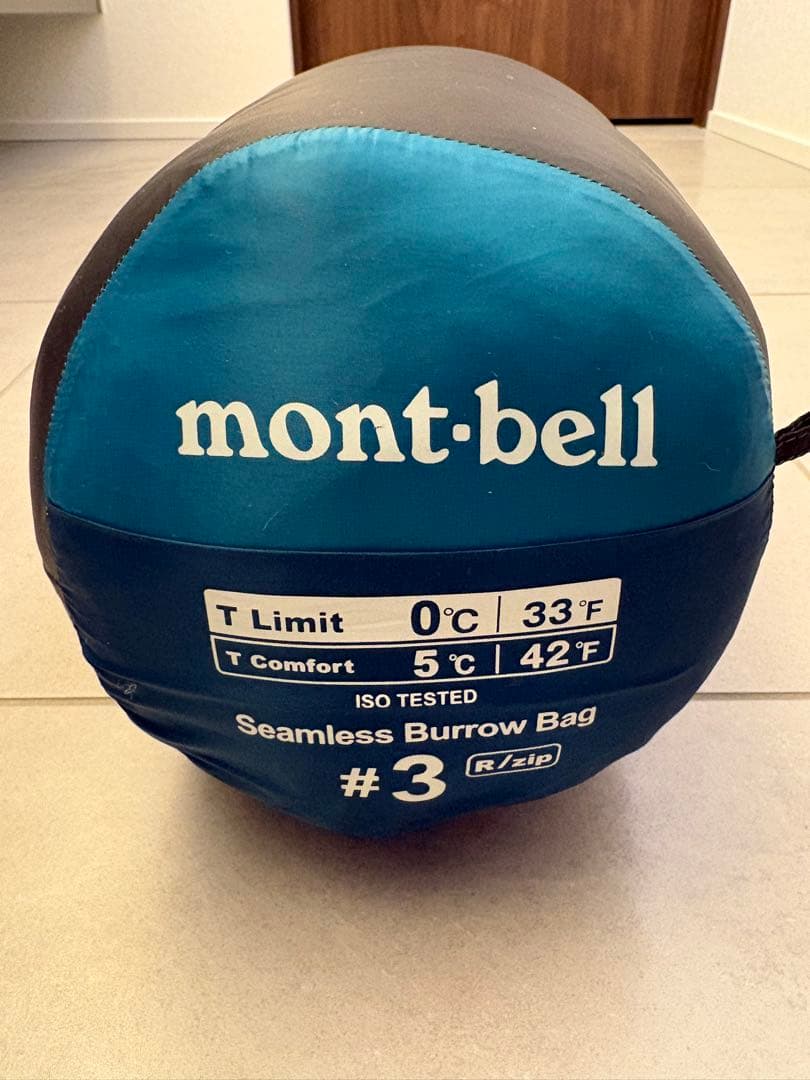 mont·bell
T Limit 0℃ | 33°F
T Comfort 5℃ | 42°F
ISO TESTED
Seamless Burrow Bag
#3 R/zip